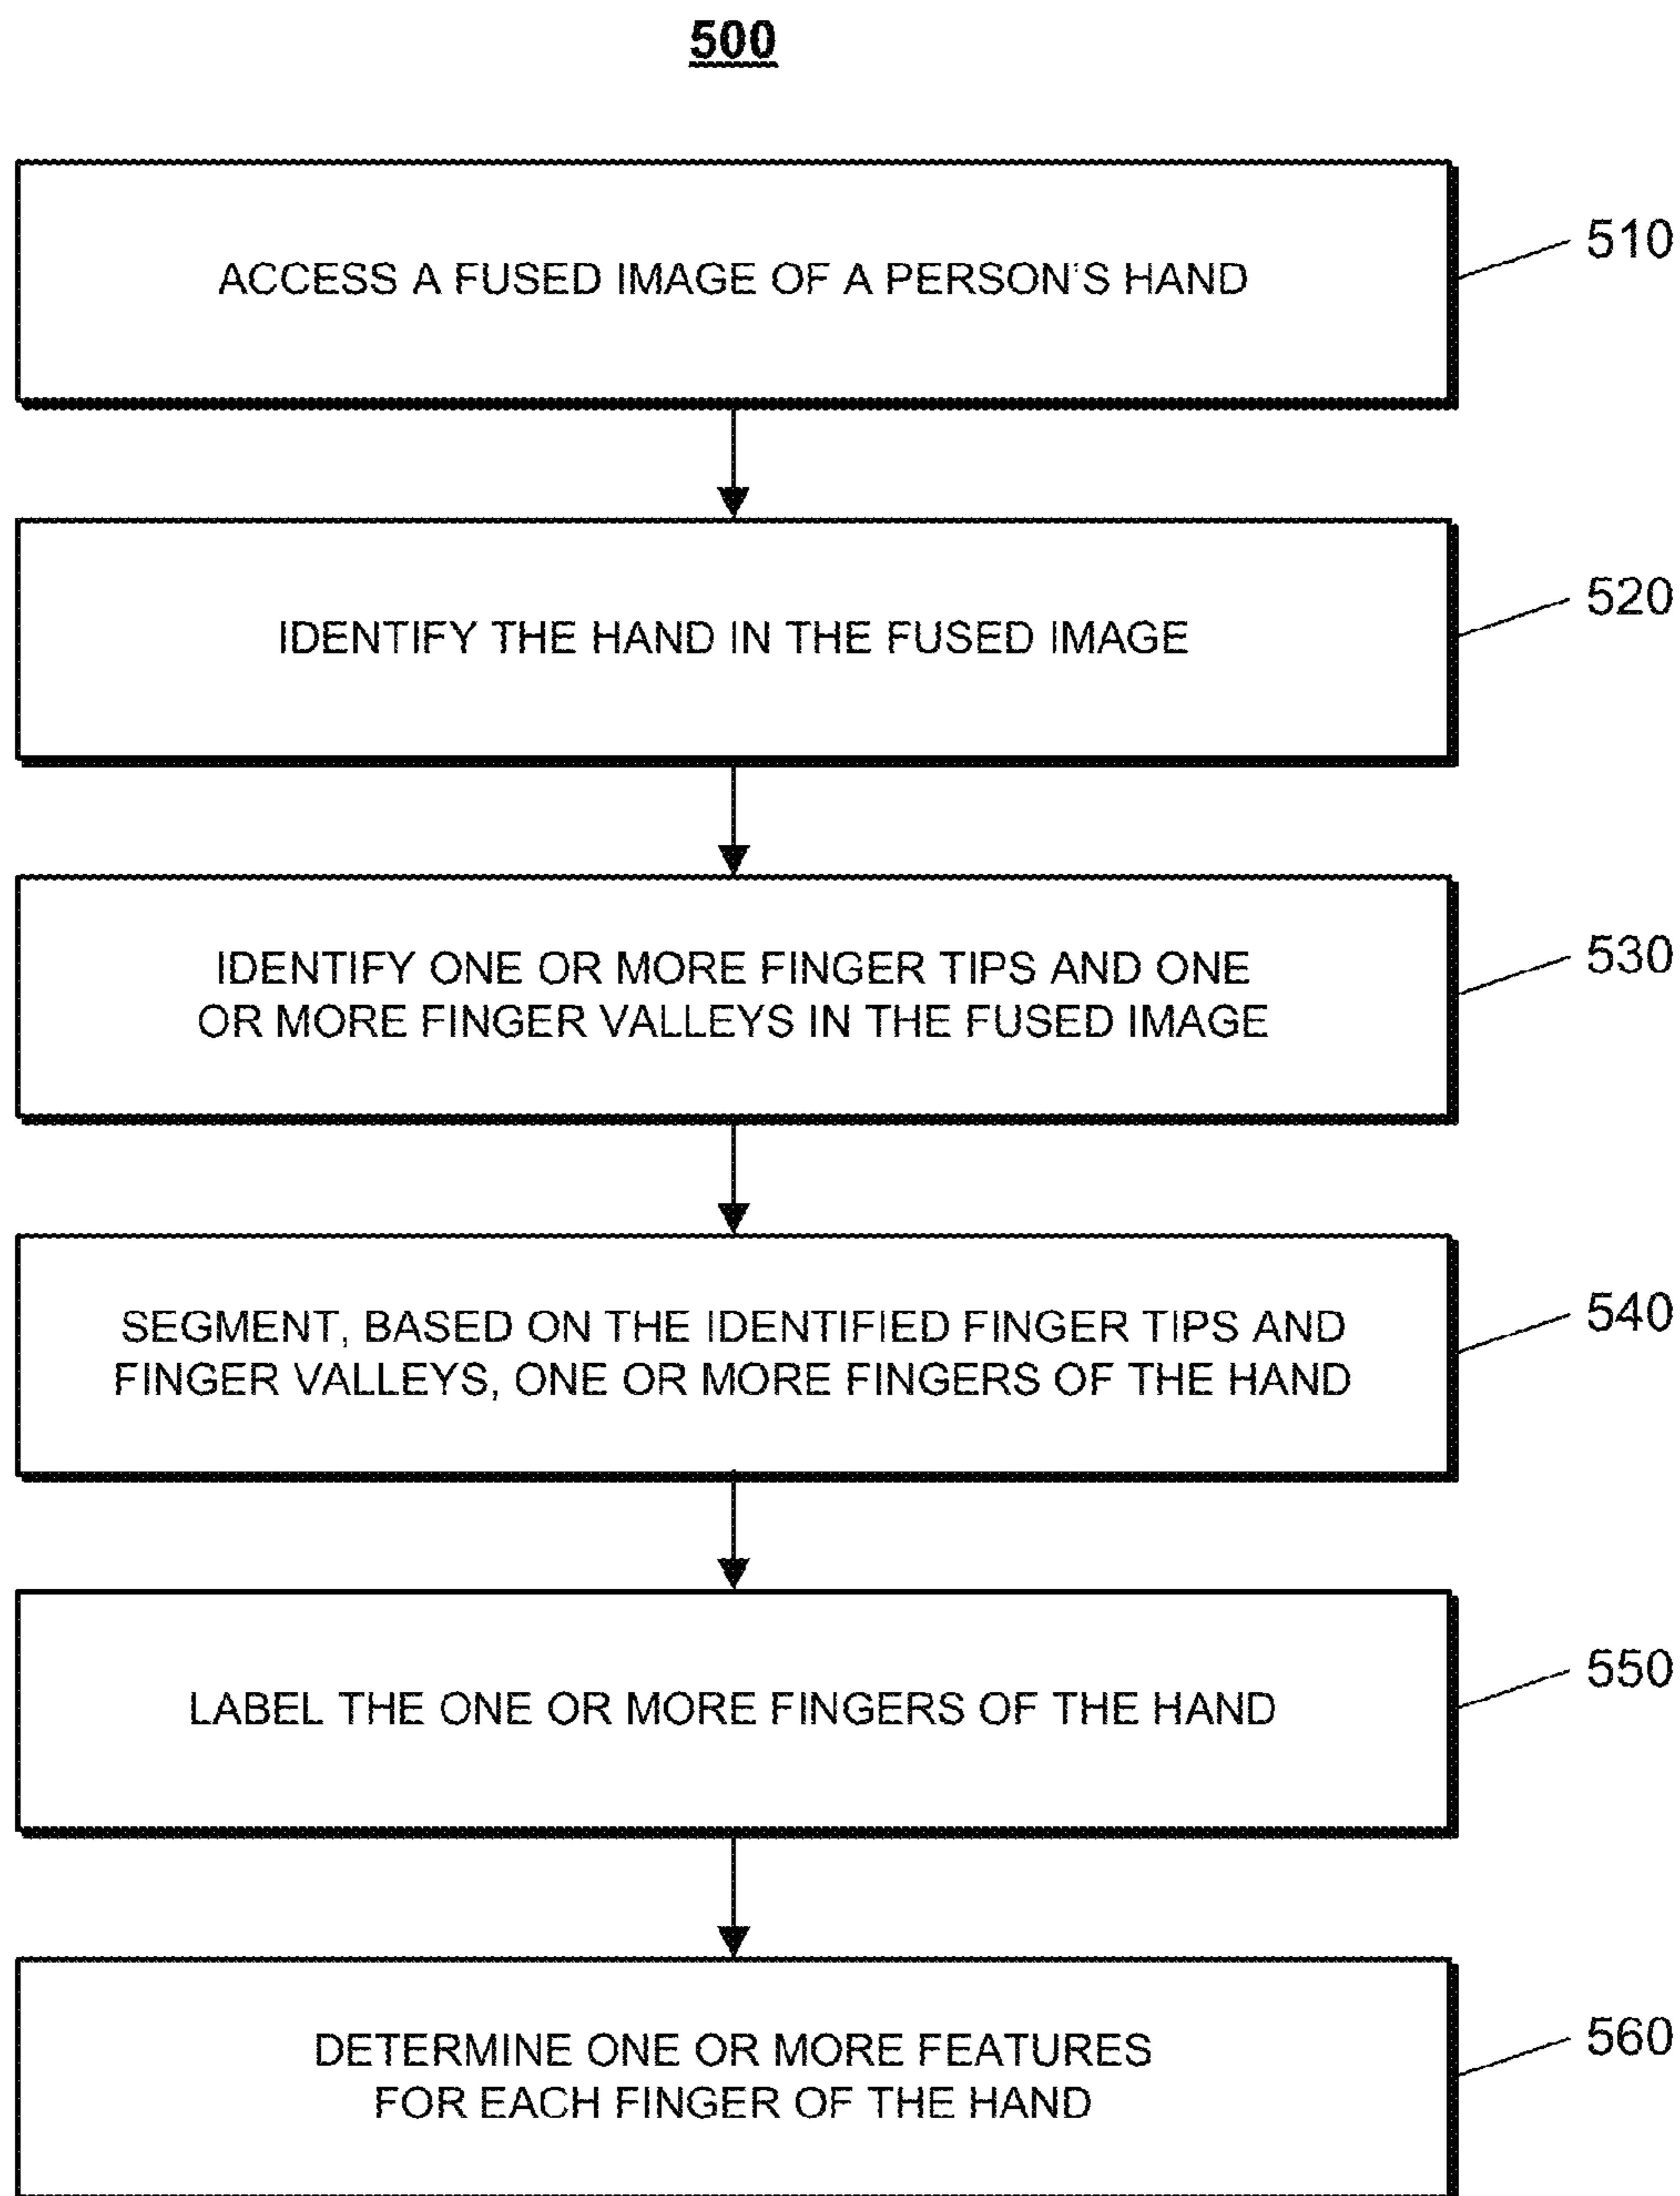 500
ACCESS A FUSED IMAGE OF A PERSON'S HAND
510
IDENTIFY THE HAND IN THE FUSED IMAGE
520
IDENTIFY ONE OR MORE FINGER TIPS AND ONE
OR MORE FINGER VALLEYS IN THE FUSED IMAGE
530
SEGMENT, BASED ON THE IDENTIFIED FINGER TIPS AND
FINGER VALLEYS, ONE OR MORE FINGERS OF THE HAND
540
LABEL THE ONE OR MORE FINGERS OF THE HAND
550
DETERMINE ONE OR MORE FEATURES
FOR EACH FINGER OF THE HAND
560